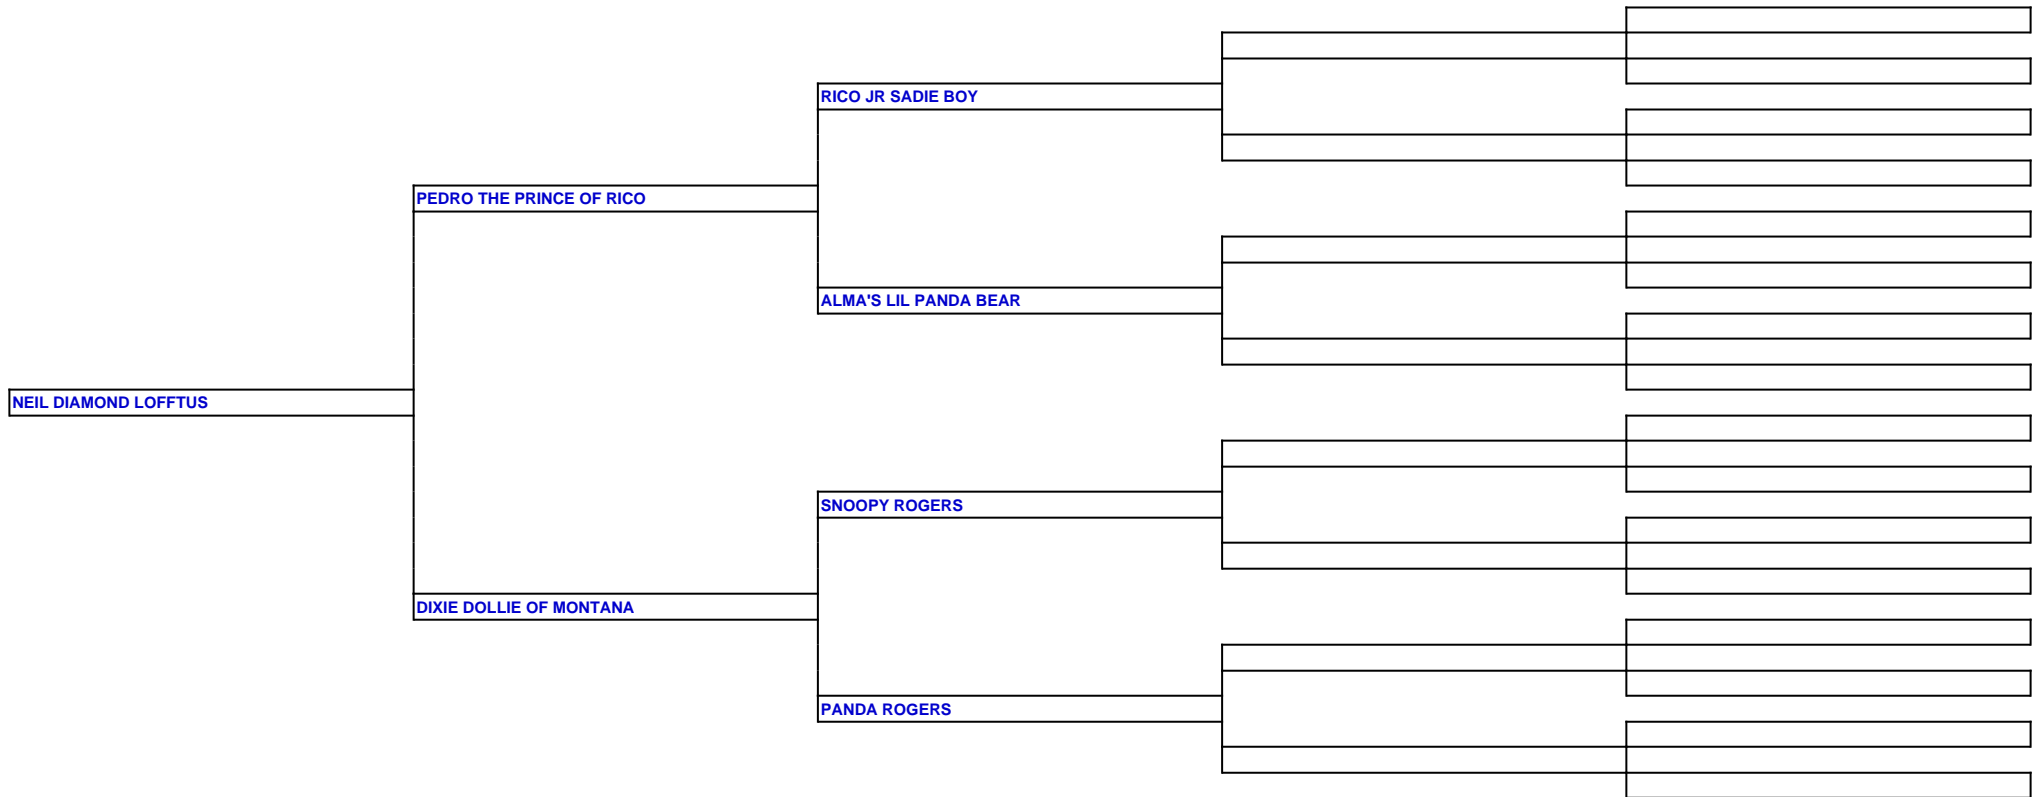 RICO JR SADIE BOY
PEDRO THE PRINCE OF RICO
ALMA'S LIL PANDA BEAR
NEIL DIAMOND LOFFTUS
SNOOPY ROGERS
DIXIE DOLLIE OF MONTANA
PANDA ROGERS